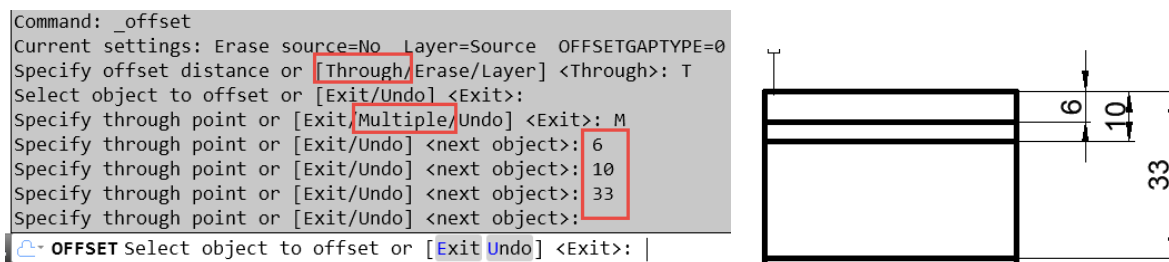 Command: _offset
Current settings: Erase source=No  Layer=Source  OFFSETGAPTYPE=0
Specify offset distance or [Through/Erase/Layer] <Through>: T
Select object to offset or [Exit/Undo] <Exit>:
Specify through point or [Exit/Multiple/Undo] <Exit>: M
Specify through point or [Exit/Undo] <next object>: 6
Specify through point or [Exit/Undo] <next object>: 10
Specify through point or [Exit/Undo] <next object>: 33
Specify through point or [Exit/Undo] <next object>:
OFFSET Select object to offset or [Exit Undo] <Exit>:
6
10
33